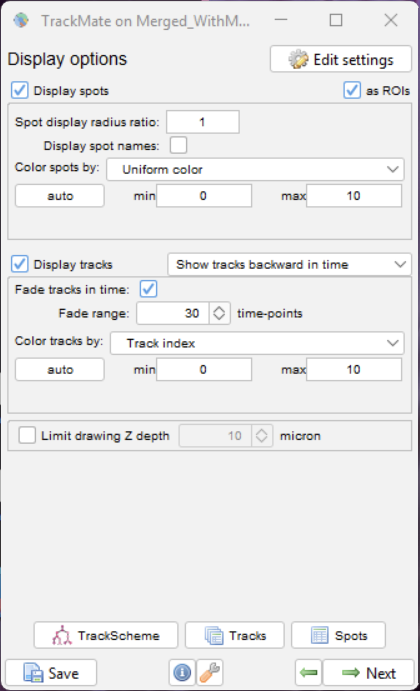 TrackMate on Merged_WithM...
Display options
Edit settings
Display spots
as ROIs
Spot display radius ratio: 1
Display spot names:
Color spots by: Uniform color
auto min 0 max 10
Display tracks Show tracks backward in time
Fade tracks in time:
Fade range: 30 time-points
Color tracks by: Track index
auto min 0 max 10
Limit drawing Z depth 10 micron
TrackScheme Tracks Spots
Save Next